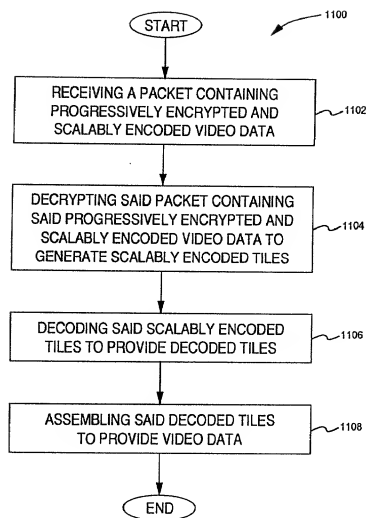 START
1100
RECEIVING A PACKET CONTAINING
PROGRESSIVELY ENCRYPTED AND
SCALABLY ENCODED VIDEO DATA
1102
DECRYPTING SAID PACKET CONTAINING
SAID PROGRESSIVELY ENCRYPTED AND
SCALABLY ENCODED VIDEO DATA TO
GENERATE SCALABLY ENCODED TILES
1104
DECODING SAID SCALABLY ENCODED
TILES TO PROVIDE DECODED TILES
1106
ASSEMBLING SAID DECODED TILES
TO PROVIDE VIDEO DATA
1108
END